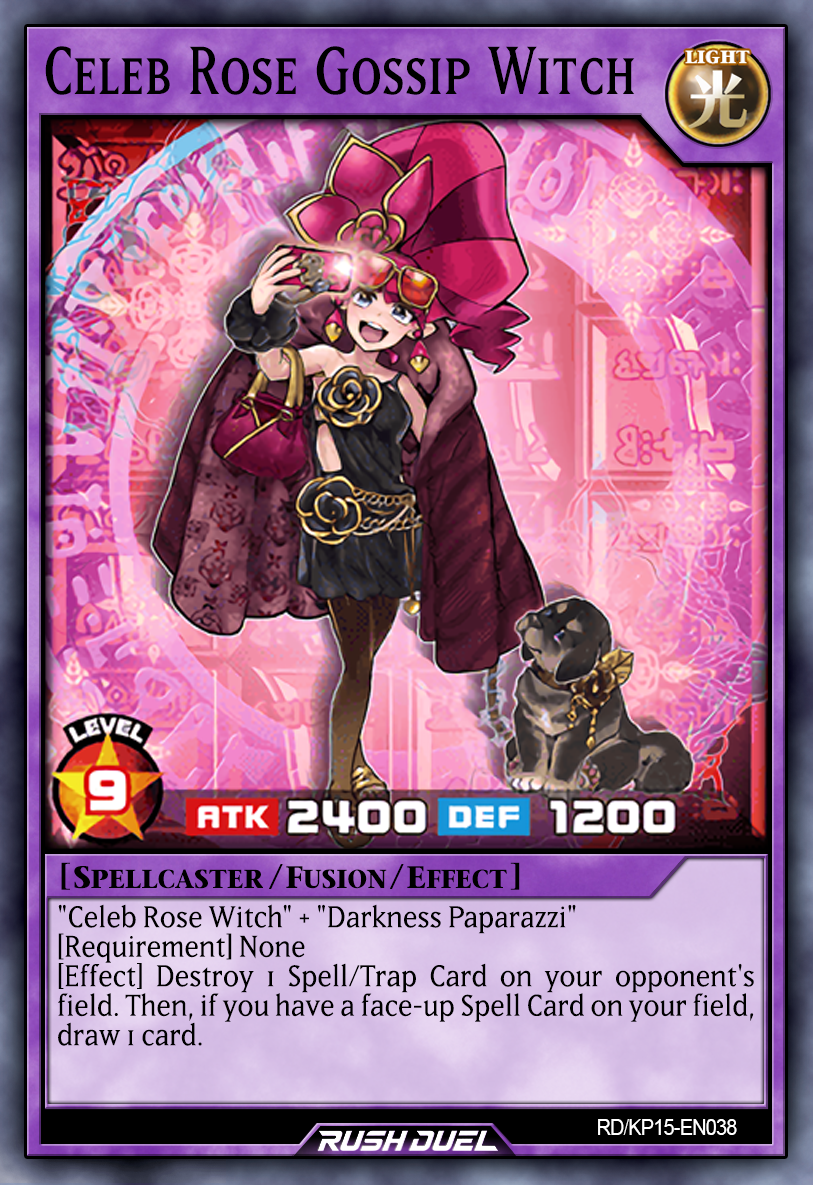 Celeb Rose Gossip Witch
LIGHT
光
LEVEL
9
ATK 2400 DEF 1200
[Spellcaster/Fusion/Effect]
"Celeb Rose Witch" + "Darkness Paparazzi"
[Requirement] None
[Effect] Destroy 1 Spell/Trap Card on your opponent's
field. Then, if you have a face-up Spell Card on your field,
draw 1 card.
RD/KP15-EN038
RUSH DUEL